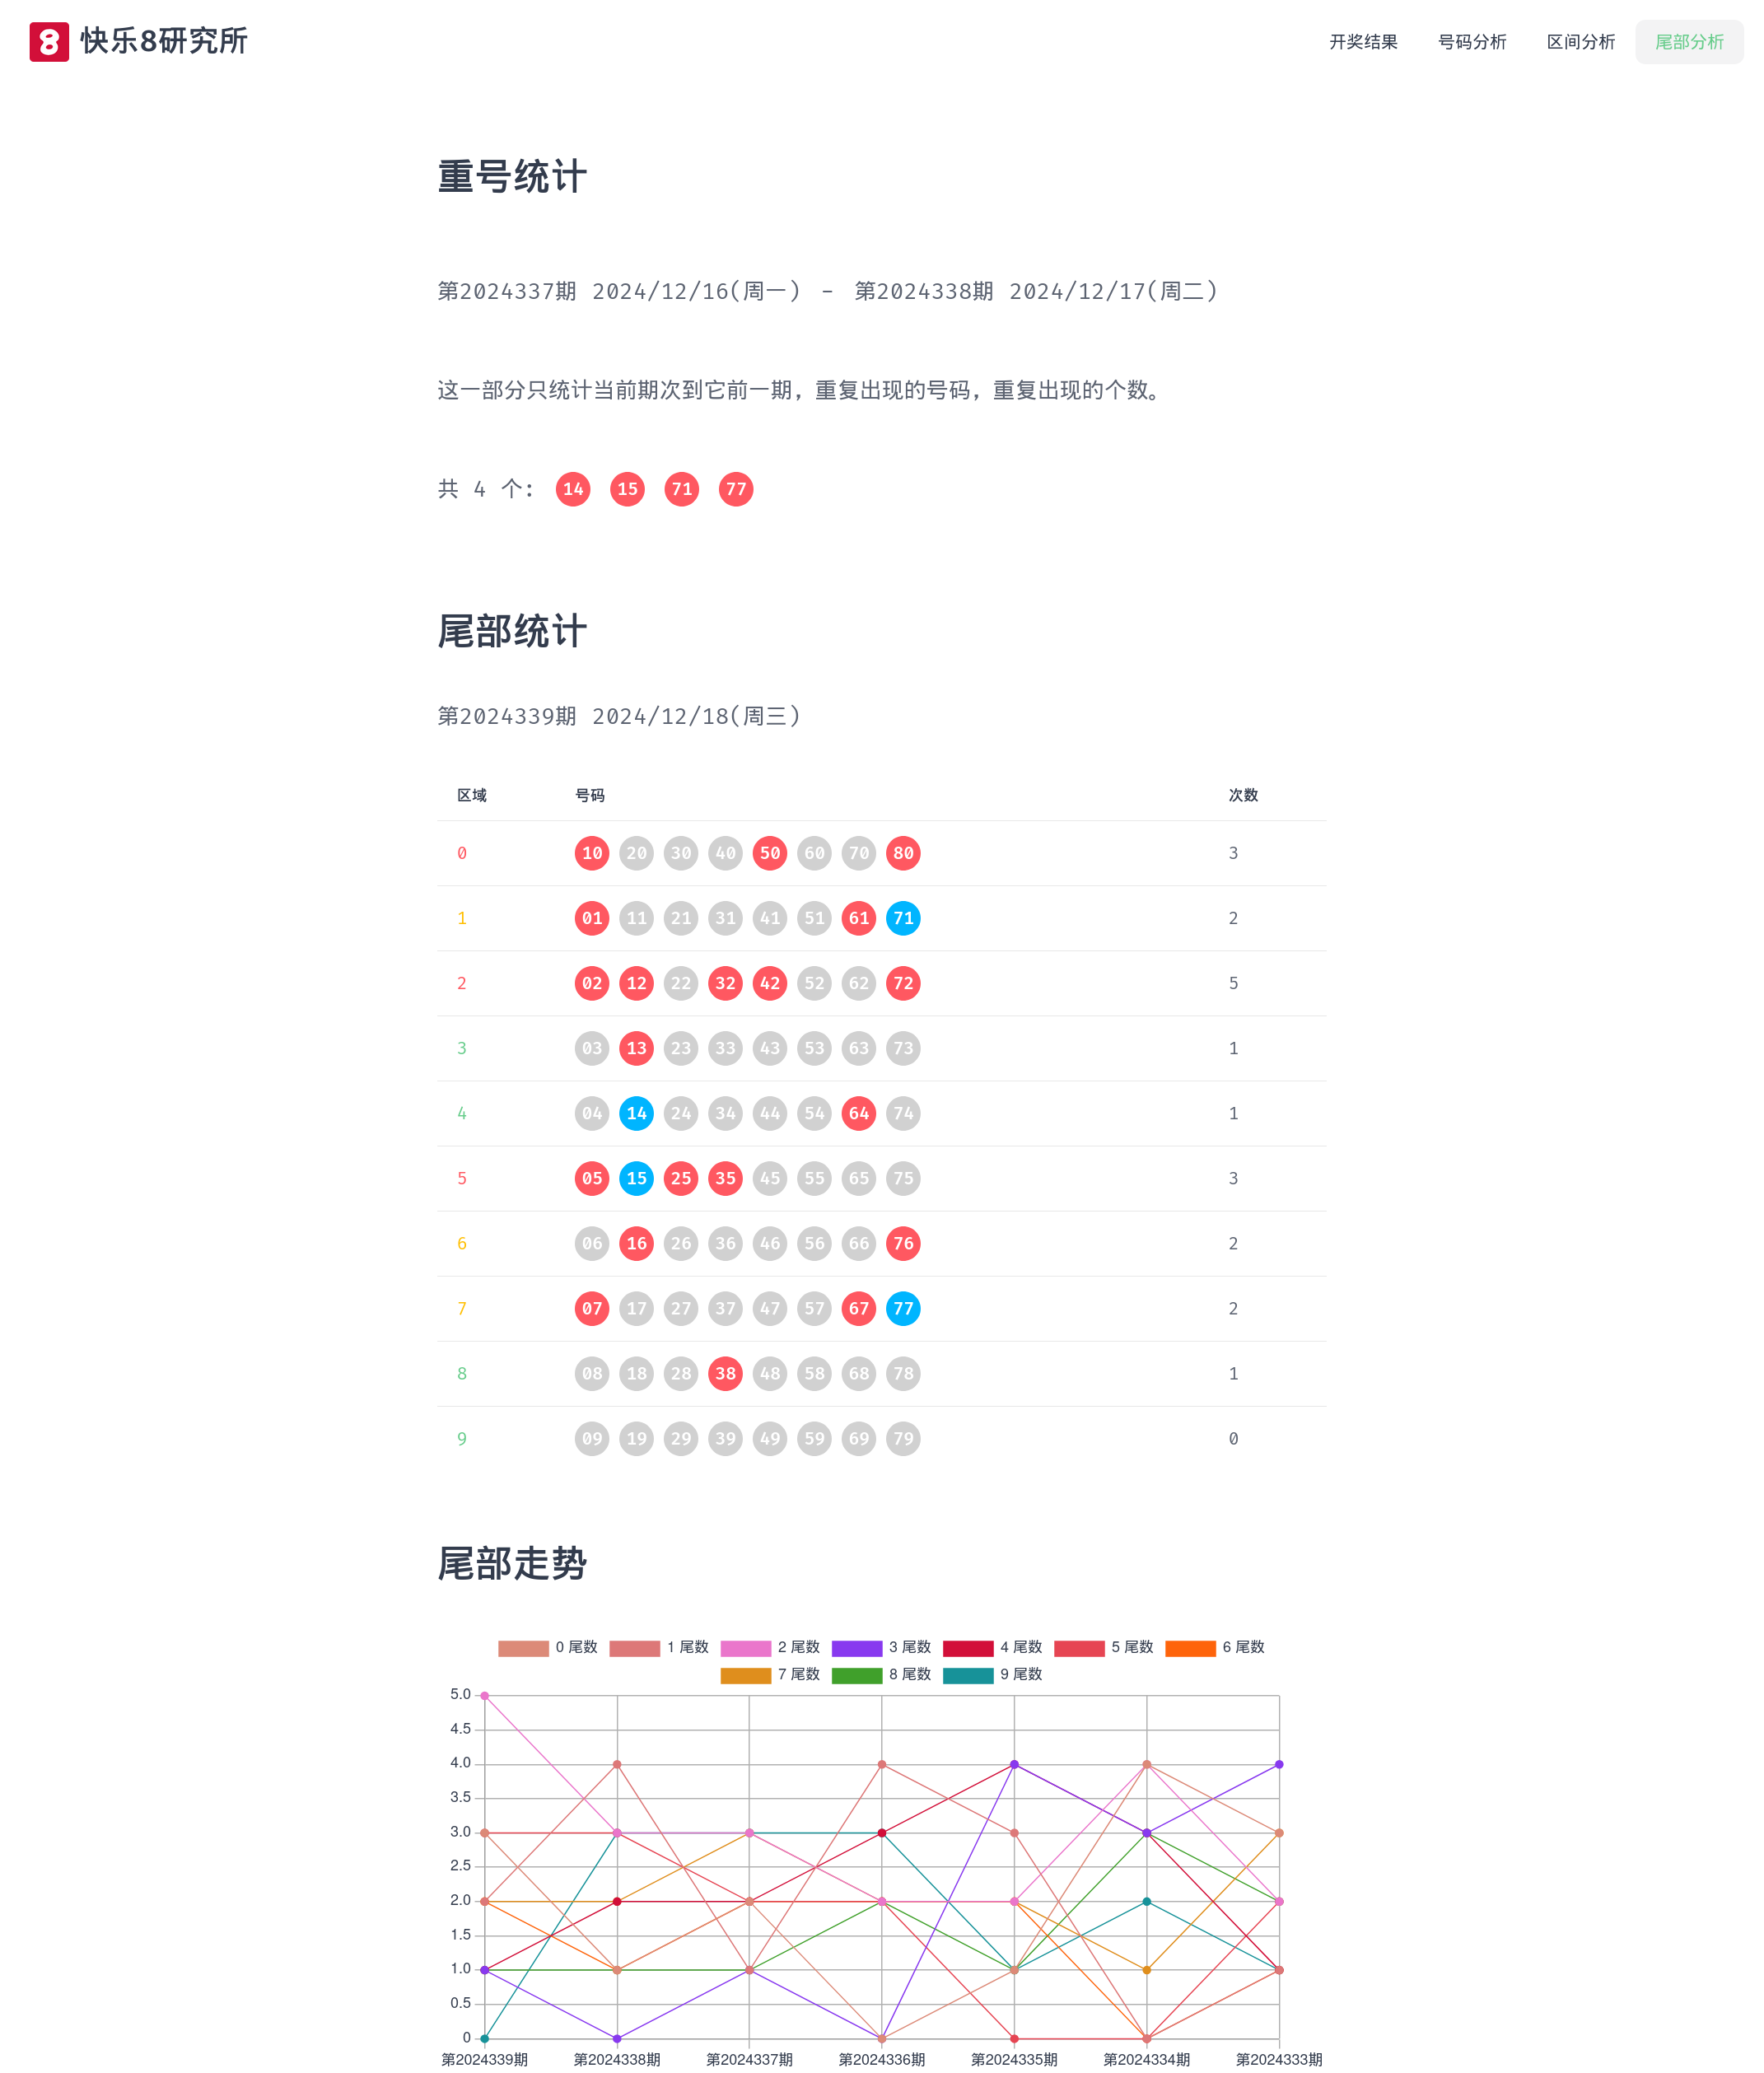 8 快乐8研究所 开奖结果 号码分析 区间分析 尾部分析
重号统计
第2024337期 2024/12/16(周一) - 第2024338期 2024/12/17(周二)
这一部分只统计当前期次到它前一期，重复出现的号码，重复出现的个数。
共 4 个: 14 15 71 77
尾部统计
第2024339期 2024/12/18(周三)
区域 号码 次数
0 10 20 30 40 50 60 70 80 3
1 01 11 21 31 41 51 61 71 2
2 02 12 22 32 42 52 62 72 5
3 03 13 23 33 43 53 63 73 1
4 04 14 24 34 44 54 64 74 1
5 05 15 25 35 45 55 65 75 3
6 06 16 26 36 46 56 66 76 2
7 07 17 27 37 47 57 67 77 2
8 08 18 28 38 48 58 68 78 1
9 09 19 29 39 49 59 69 79 0
尾部走势
0 尾数 1 尾数 2 尾数 3 尾数 4 尾数 5 尾数 6 尾数
7 尾数 8 尾数 9 尾数
5.0
4.5
4.0
3.5
3.0
2.5
2.0
1.5
1.0
0.5
0
第2024339期 第2024338期 第2024337期 第2024336期 第2024335期 第2024334期 第2024333期